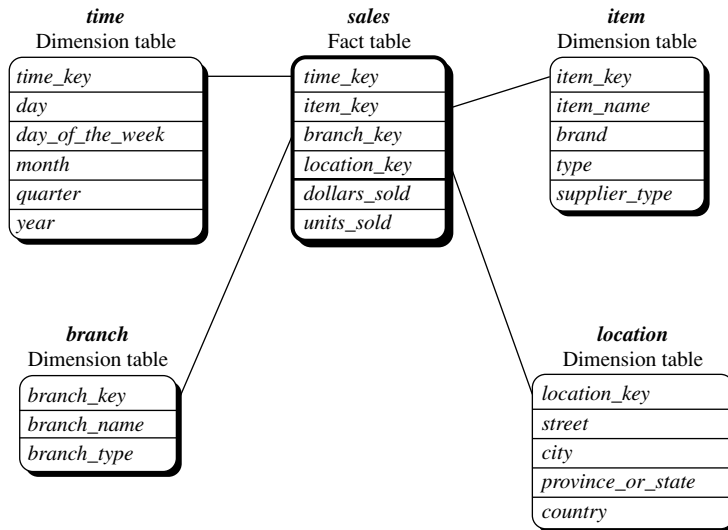 time
Dimension table
time_key
day
day_of_the_week
month
quarter
year
sales
Fact table
time_key
item_key
branch_key
location_key
dollars_sold
units_sold
item
Dimension table
item_key
item_name
brand
type
supplier_type
branch
Dimension table
branch_key
branch_name
branch_type
location
Dimension table
location_key
street
city
province_or_state
country